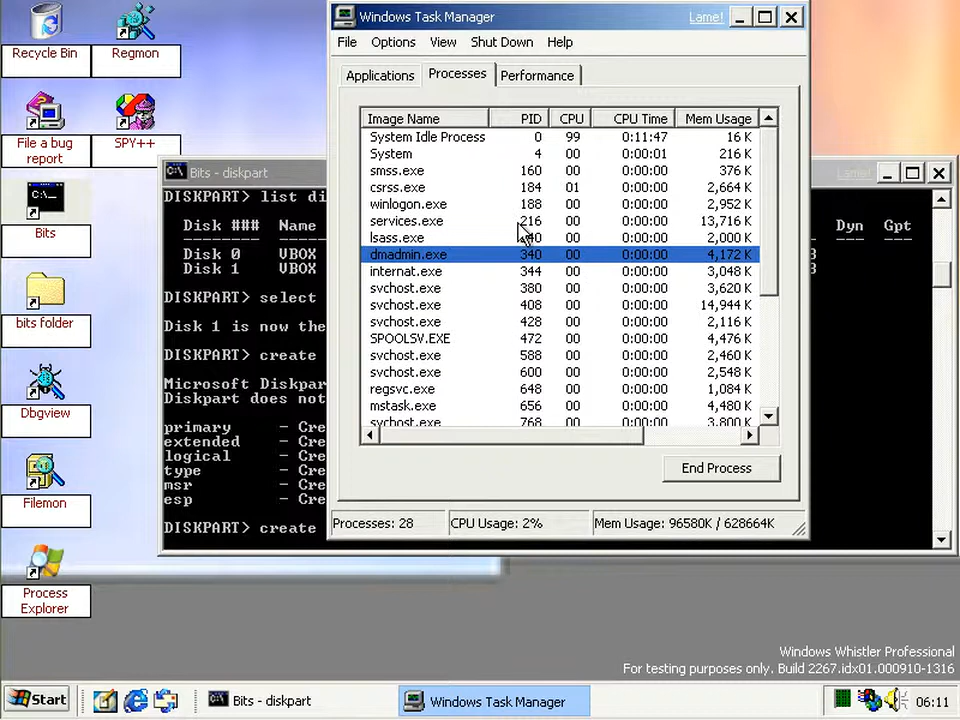 Recycle Bin
Regmon
File a bug
report
SPY++
Bits
bits folder
Dbgview
Filemon
Process
Explorer
Windows Task Manager
Lame!
File Options View Shut Down Help
Applications Processes Performance
Image Name PID CPU CPU Time Mem Usage
System Idle Process 0 99 0:11:47 16 K
System 4 00 0:00:01 216 K
smss.exe 160 00 0:00:00 376 K
csrss.exe 184 01 0:00:00 2,664 K
winlogon.exe 188 00 0:00:00 2,952 K
services.exe 216 00 0:00:00 13,716 K
lsass.exe 00 0:00:00 2,000 K
dmadmin.exe 340 00 0:00:00 4,172 K
internat.exe 344 00 0:00:00 3,048 K
svchost.exe 380 00 0:00:00 3,620 K
svchost.exe 408 00 0:00:00 14,944 K
svchost.exe 428 00 0:00:00 2,116 K
SPOOLSV.EXE 472 00 0:00:00 4,476 K
svchost.exe 588 00 0:00:00 2,460 K
svchost.exe 600 00 0:00:00 2,548 K
regsvc.exe 648 00 0:00:00 1,084 K
mstask.exe 656 00 0:00:00 4,480 K
svchost.exe 768 00 0:00:00 3,800 K
End Process
Processes: 28 CPU Usage: 2% Mem Usage: 96580K / 628664K
Bits - diskpart
Lame!
DISKPART> list di
Disk ### Name Dyn Gpt
-------- ---- --- ---
Disk 0 VBOX
Disk 1 VBOX
DISKPART> select
Disk 1 is now the
DISKPART> create
Microsoft Diskpar
Diskpart does not
primary - Cre
extended - Cre
logical - Cre
type - Cre
msr - Cre
esp - Cre
DISKPART> create
Windows Whistler Professional
For testing purposes only. Build 2267.idx01.000910-1316
Start
Bits - diskpart
Windows Task Manager
06:11